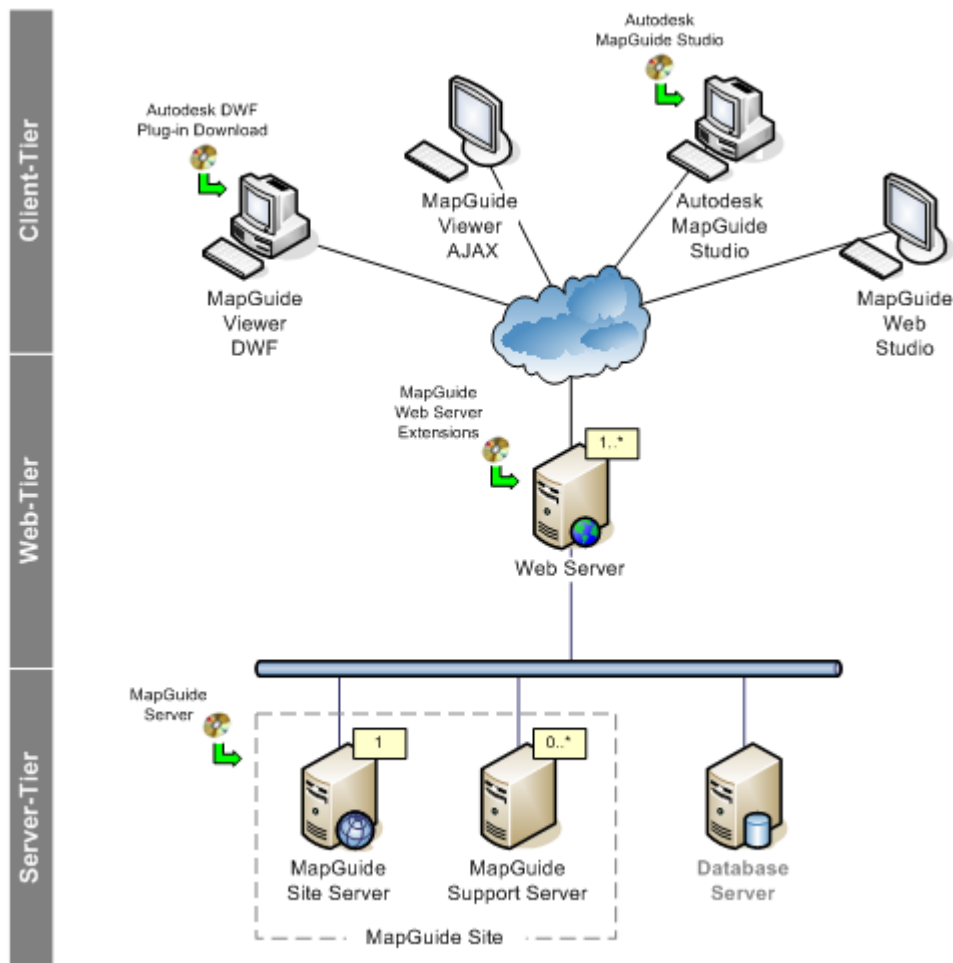 Client-Tier
Autodesk
MapGuide Studio
Autodesk DWF
Plug-in Download
MapGuide
Viewer
AJAX
Autodesk
MapGuide
Studio
MapGuide
Viewer
DWF
MapGuide
Web
Studio
Web-Tier
MapGuide
Web Server
Extensions
1..*
Web Server
Server-Tier
MapGuide
Server
1
0..*
MapGuide
Site Server
MapGuide
Support Server
Database
Server
MapGuide Site